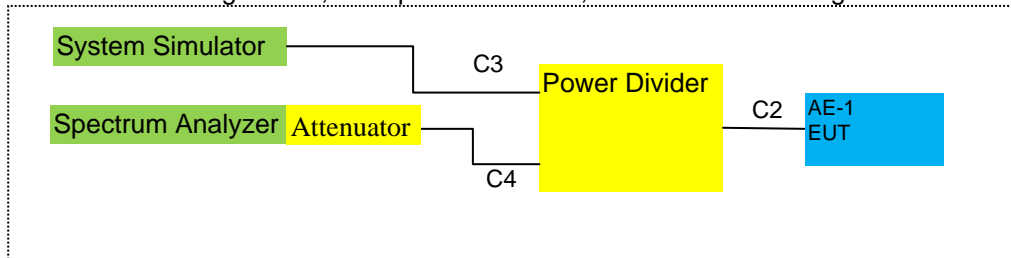 System Simulator
C3
Power Divider
Spectrum Analyzer
Attenuator
C2
AE-1
EUT
C4